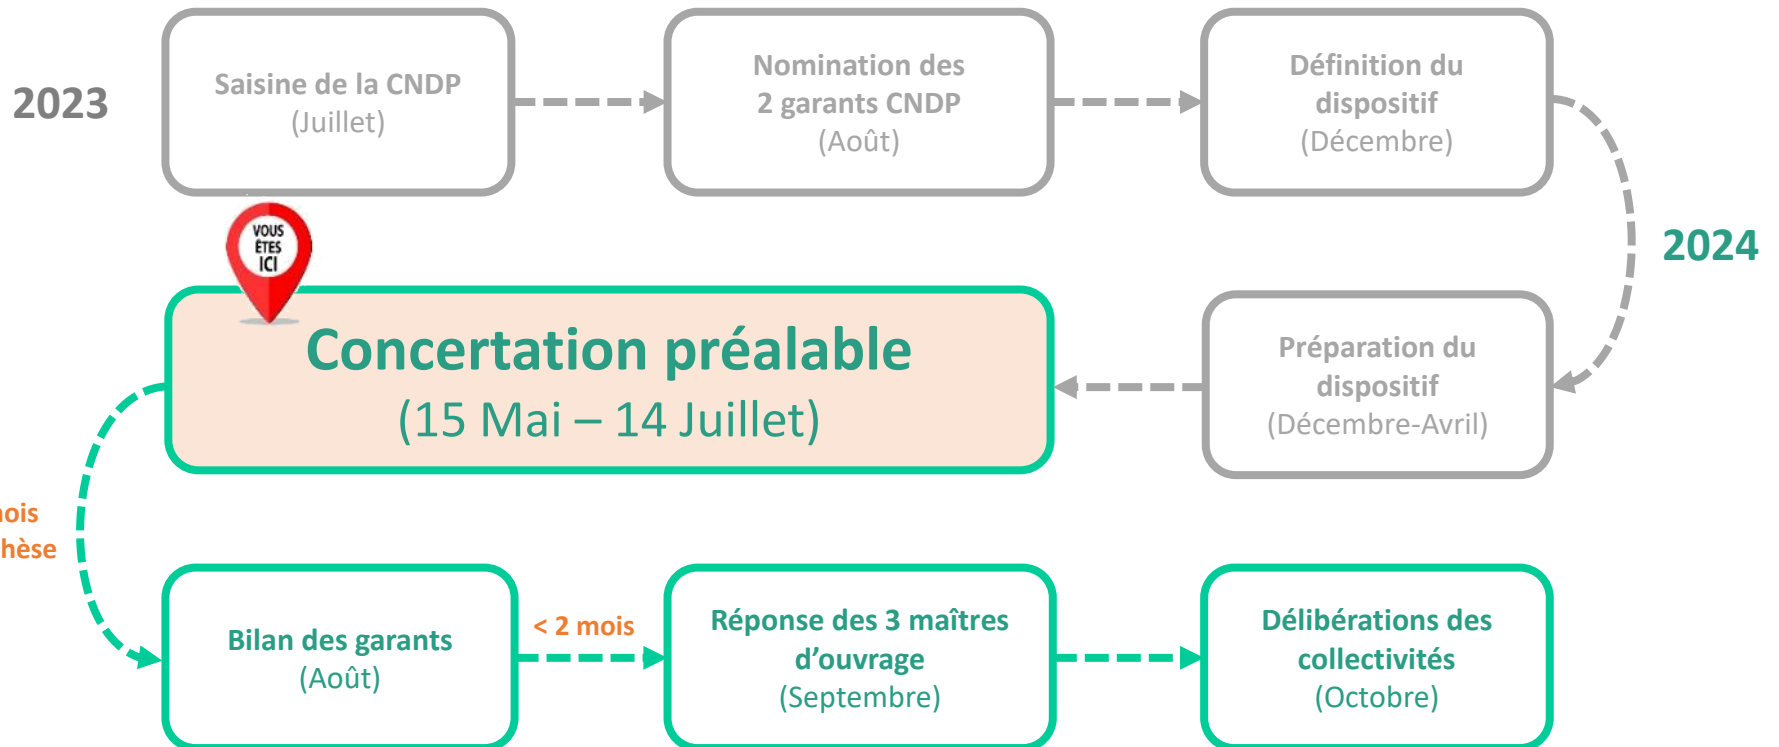 2023
Saisine de la CNDP
(Juillet)
Nomination des
2 garants CNDP
(Août)
Définition du
dispositif
(Décembre)
2024
VOUS
ÊTES
ICI
Concertation préalable
(15 Mai – 14 Juillet)
Préparation du
dispositif
(Décembre-Avril)
Bilan des garants
(Août)
< 2 mois
Réponse des 3 maîtres
d'ouvrage
(Septembre)
Délibérations des
collectivités
(Octobre)